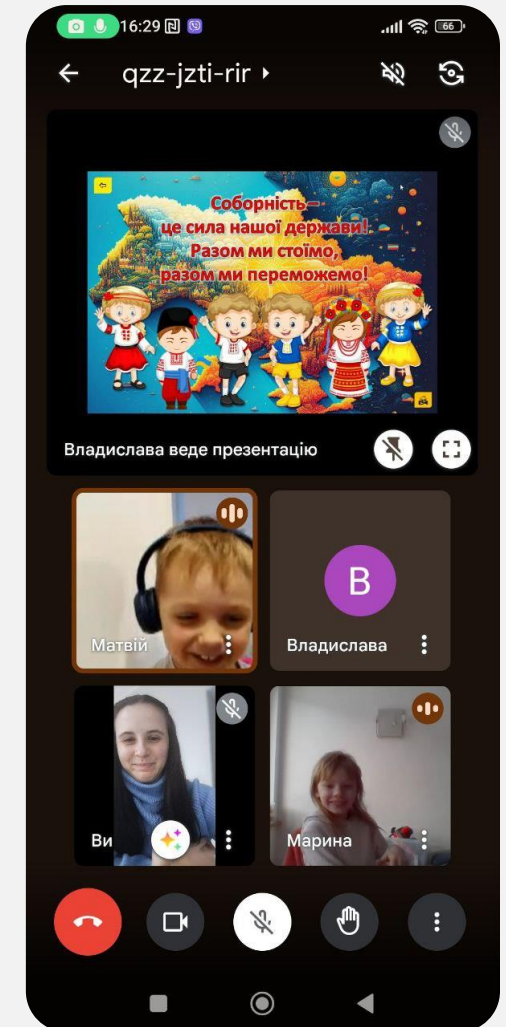 16:29
66
qzz-jzti-rir
Соборність –
це сила нашої держави!
Разом ми стоїмо,
разом ми переможемо!
Владислава веде презентацію
Матвій
В
Владислава
Ви
Марина